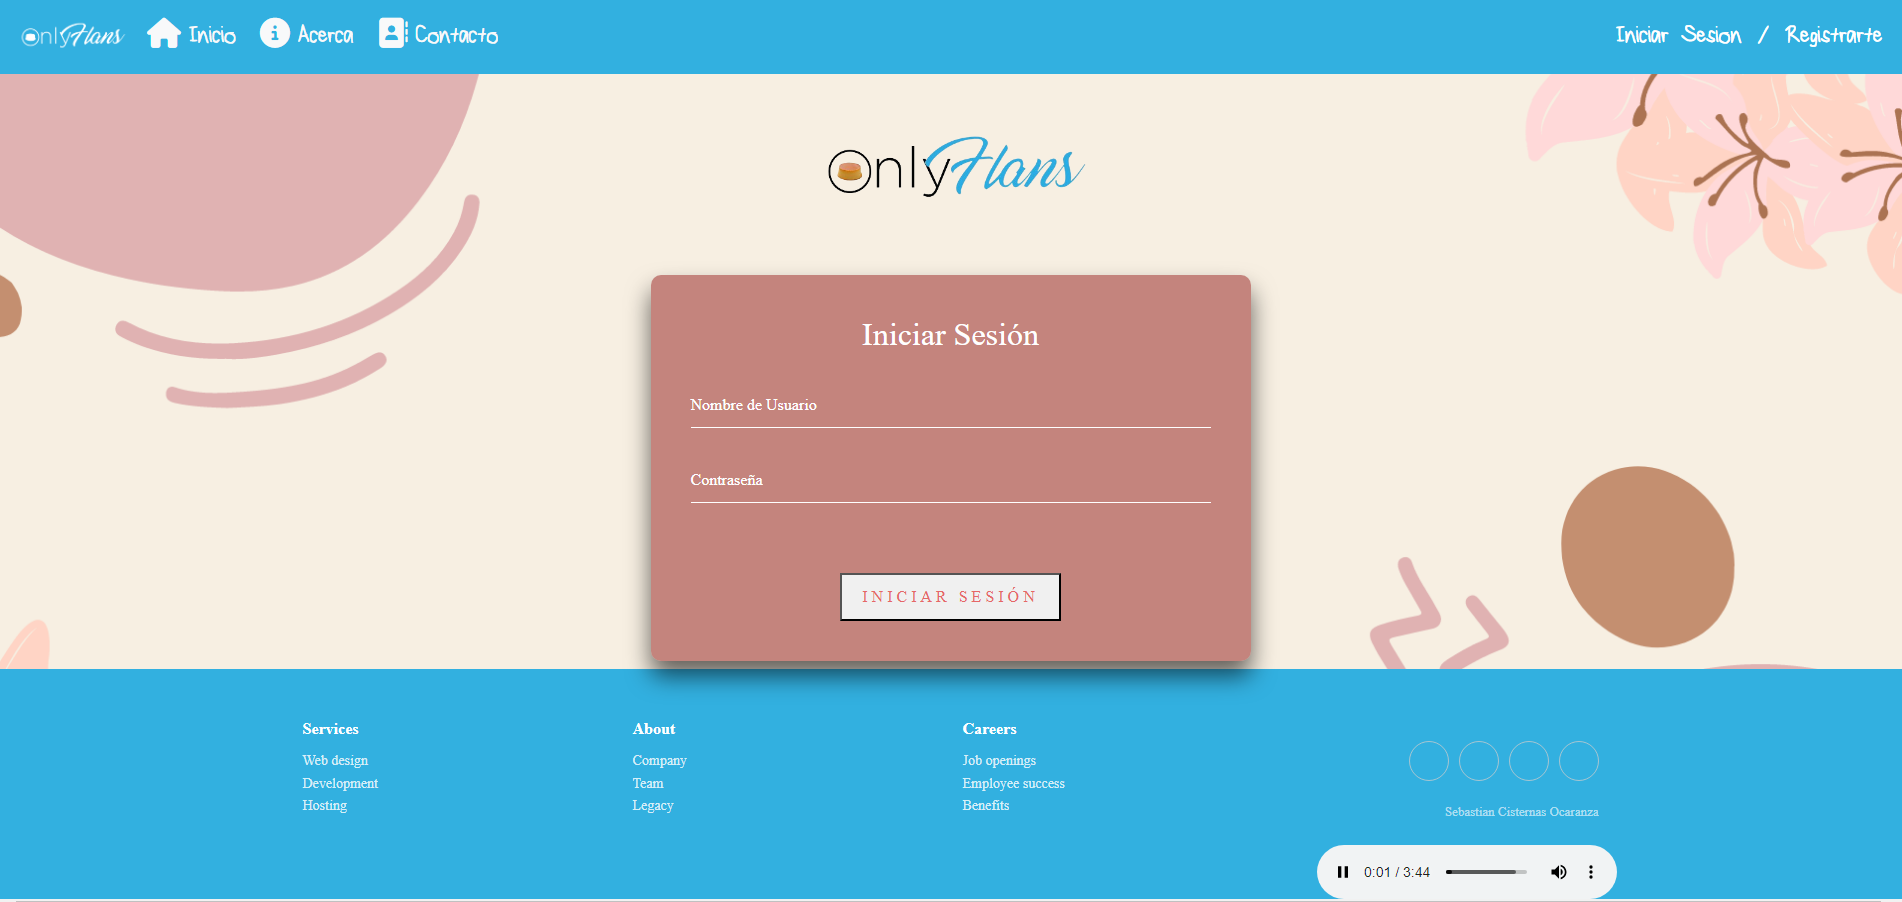 OnlyFlans Inicio Acerca Contacto Iniciar Sesion / Registrarte
OnlyFlans
Iniciar Sesión
Nombre de Usuario
Contraseña
INICIAR SESIÓN
Services
Web design
Development
Hosting
About
Company
Team
Legacy
Careers
Job openings
Employee success
Benefits
Sebastian Cisternas Ocaranza
0:01 / 3:44